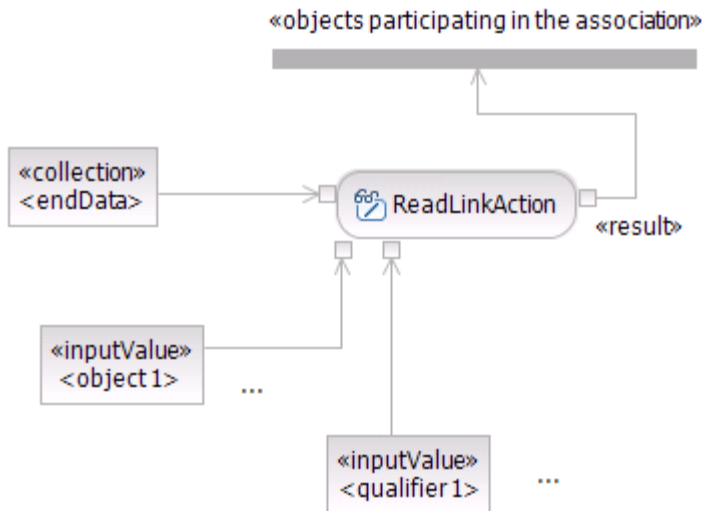 «objects participating in the association»
«collection»
<endData>
ReadLinkAction
«result»
«inputValue»
<object 1>
...
«inputValue»
<qualifier 1>
...